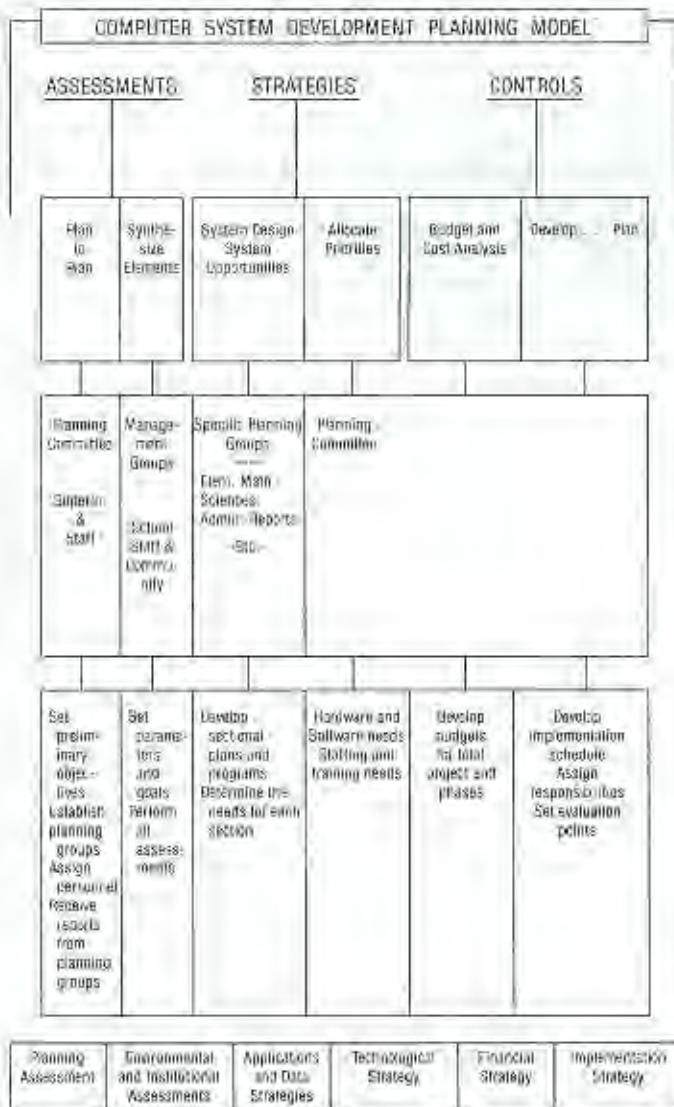 COMPUTER SYSTEM DEVELOPMENT PLANNING MODEL
ASSESSMENTS
STRATEGIES
CONTROLS
Plan
to
Plan
Synthe-
size
Elements
System Design
System
Opportunities
Allocate
Priorities
Budget and
Cost Analysis
Develop . . . Plan
Planning
Committee
&
Staff
Manage-
ment
Groups
School
Staff &
Commu-
nity
Specific Planning
Groups
Elem. Math
Sciences
Admin. Reports
-Etc.-
Planning
Committee
Set
prelim-
inary
objec-
tives
Establish
planning
groups
Assign
personnel
Receive
reports
from
planning
groups
Set
parame-
ters
and
goals
Perform
all
assess-
ments
Develop
sectional
plans and
programs
Determine the
needs for each
section
Hardware and
Software needs
Staffing and
training needs
Develop
budgets
for total
project and
phases
Develop
implementation
schedule
Assign
responsibilities
Set evaluation
points
Planning
Assessment
Environmental
and Institutional
Assessments
Applications
and Data
Strategies
Technological
Strategy
Financial
Strategy
Implementation
Strategy